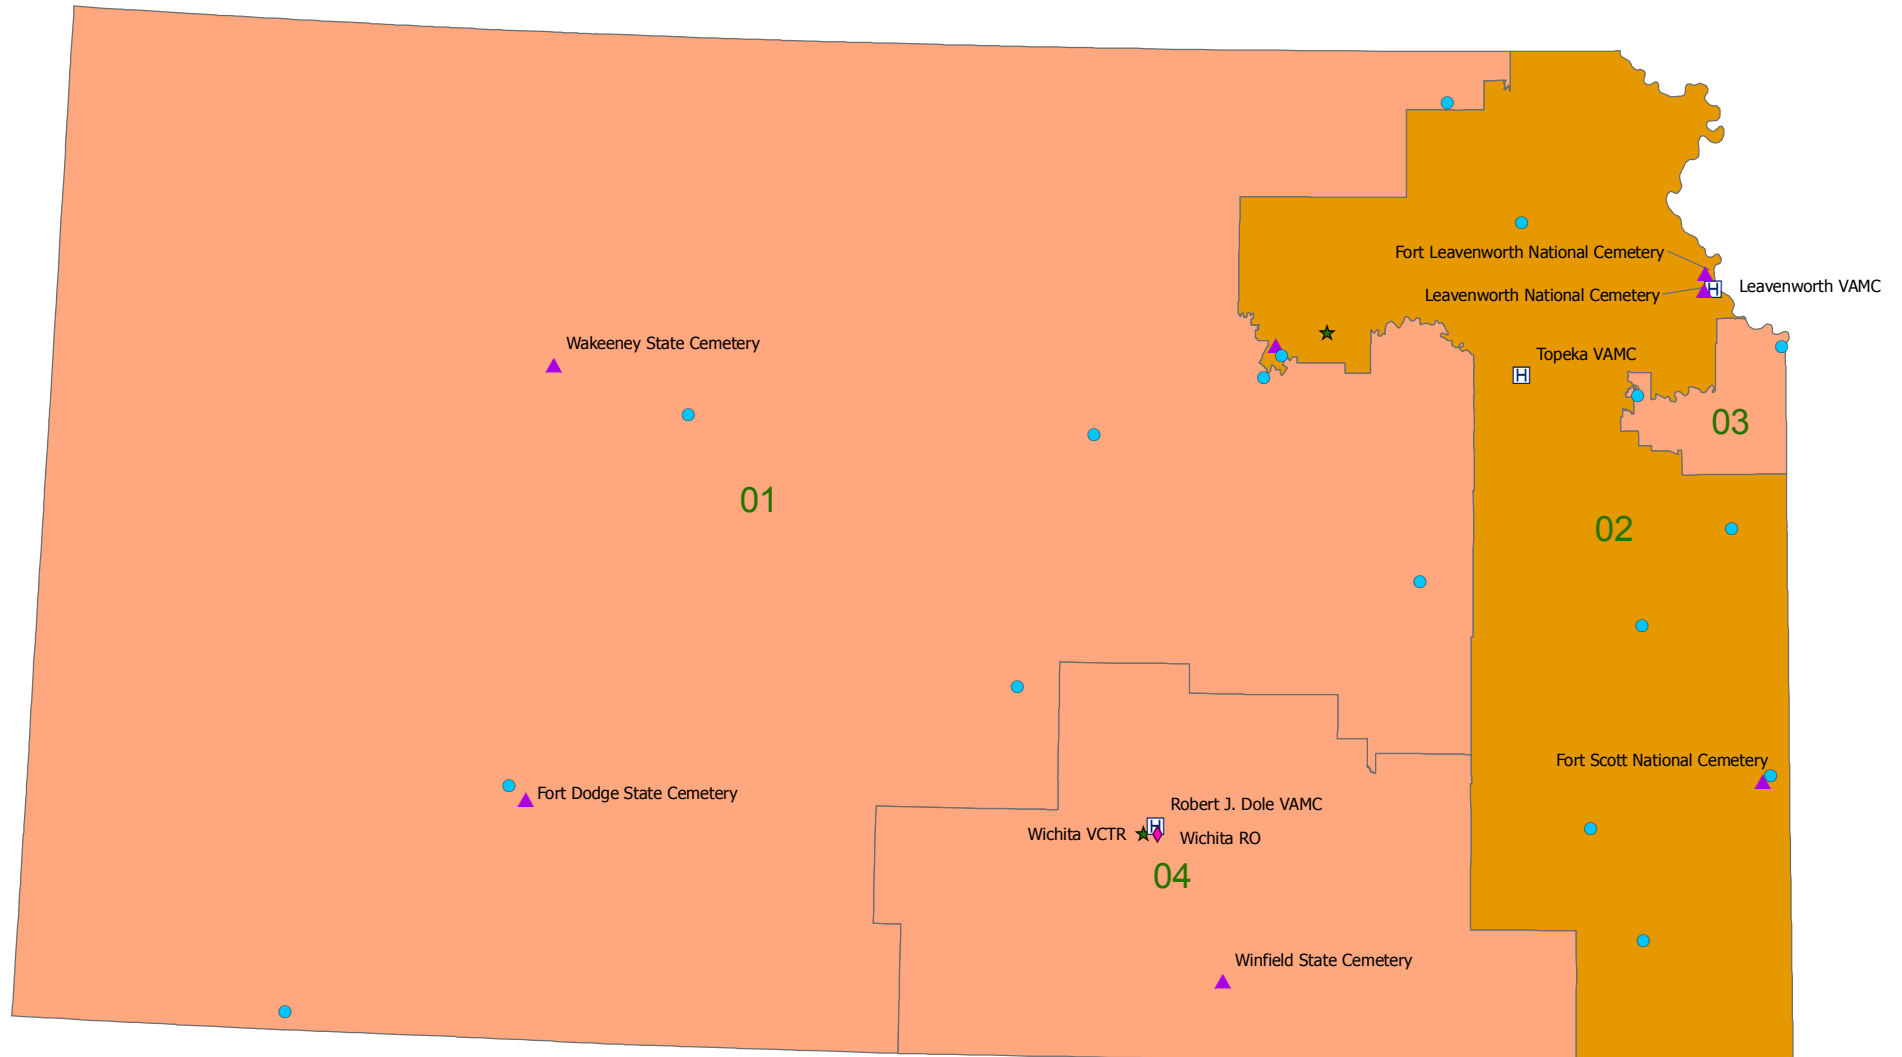 Fort Leavenworth National Cemetery
Leavenworth VAMC
Leavenworth National Cemetery
H
Wakeeney State Cemetery
Topeka VAMC
H
03
01
02
Fort Scott National Cemetery
Fort Dodge State Cemetery
Robert J. Dole VAMC
H
Wichita VCTR
Wichita RO
04
Winfield State Cemetery